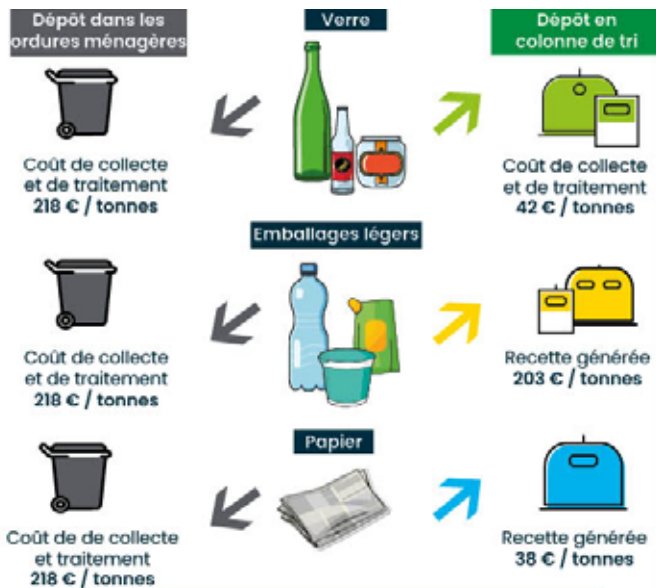 Dépôt dans les
ordures ménagères
Verre
Dépôt en
colonne de tri
Coût de collecte
et de traitement
218 € / tonnes
Coût de collecte
et de traitement
42 € / tonnes
Emballages légers
Coût de collecte
et de traitement
218 € / tonnes
Recette générée
203 € / tonnes
Papier
Coût de de collecte
et de traitement
218 € / tonnes
Recette générée
38 € / tonnes